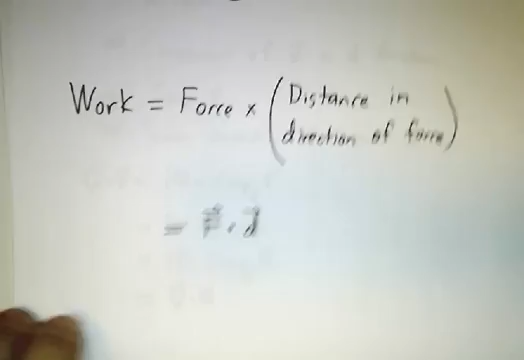 Work = Force x (Distance in
direction of force)
= F⃗ . d⃗